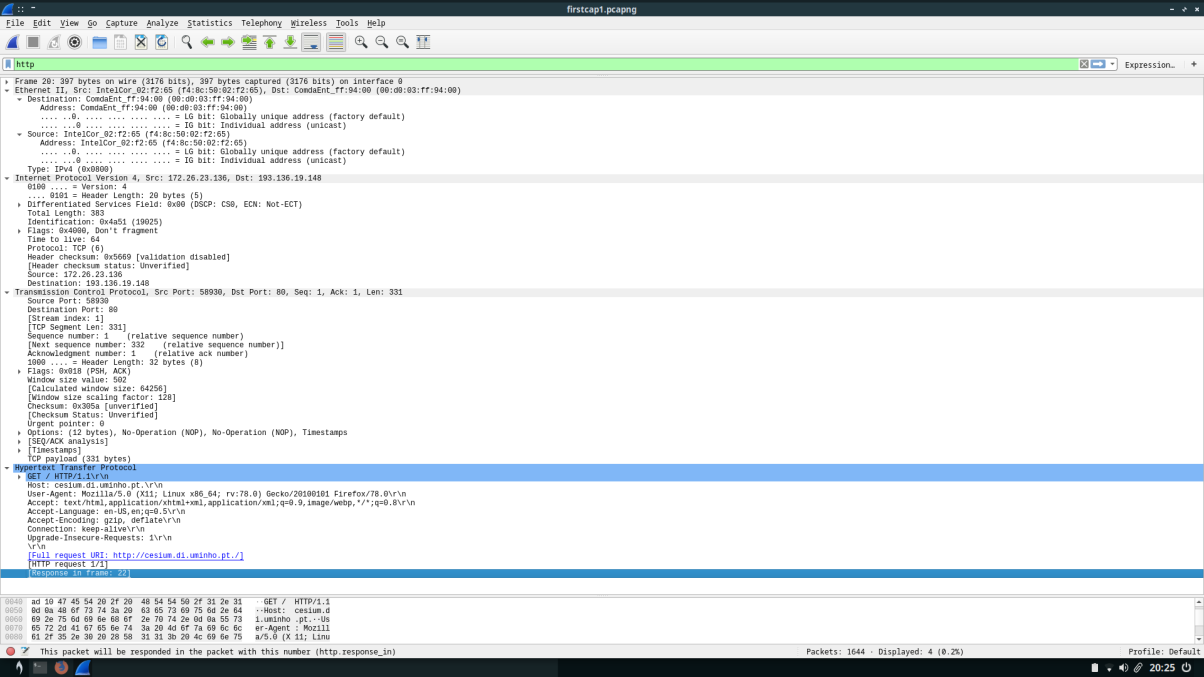 firstcap1.pcapng
File Edit View Go Capture Analyze Statistics Telephony Wireless Tools Help
http
Expression…
Frame 20: 397 bytes on wire (3176 bits), 397 bytes captured (3176 bits) on interface 0
Ethernet II, Src: IntelCor_02:f2:65 (f4:8c:50:02:f2:65), Dst: ComdaEnt_ff:94:00 (00:d0:03:ff:94:00)
Destination: ComdaEnt_ff:94:00 (00:d0:03:ff:94:00)
Address: ComdaEnt_ff:94:00 (00:d0:03:ff:94:00)
.... ..0. .... .... .... .... = LG bit: Globally unique address (factory default)
.... ...0 .... .... .... .... = IG bit: Individual address (unicast)
Source: IntelCor_02:f2:65 (f4:8c:50:02:f2:65)
Address: IntelCor_02:f2:65 (f4:8c:50:02:f2:65)
.... ..0. .... .... .... .... = LG bit: Globally unique address (factory default)
.... ...0 .... .... .... .... = IG bit: Individual address (unicast)
Type: IPv4 (0x0800)
Internet Protocol Version 4, Src: 172.26.23.136, Dst: 193.136.19.148
0100 .... = Version: 4
.... 0101 = Header Length: 20 bytes (5)
Differentiated Services Field: 0x00 (DSCP: CS0, ECN: Not-ECT)
Total Length: 383
Identification: 0x4a51 (19025)
Flags: 0x4000, Don't fragment
Time to live: 64
Protocol: TCP (6)
Header checksum: 0x5669 [validation disabled]
[Header checksum status: Unverified]
Source: 172.26.23.136
Destination: 193.136.19.148
Transmission Control Protocol, Src Port: 58930, Dst Port: 80, Seq: 1, Ack: 1, Len: 331
Source Port: 58930
Destination Port: 80
[Stream index: 1]
[TCP Segment Len: 331]
Sequence number: 1 (relative sequence number)
[Next sequence number: 332 (relative sequence number)]
Acknowledgment number: 1 (relative ack number)
1000 .... = Header Length: 32 bytes (8)
Flags: 0x018 (PSH, ACK)
Window size value: 502
[Calculated window size: 64256]
[Window size scaling factor: 128]
Checksum: 0x305a [unverified]
[Checksum Status: Unverified]
Urgent pointer: 0
Options: (12 bytes), No-Operation (NOP), No-Operation (NOP), Timestamps
[SEQ/ACK analysis]
[Timestamps]
TCP payload (331 bytes)
Hypertext Transfer Protocol
GET / HTTP/1.1\r\n
Host: cesium.di.uminho.pt.\r\n
User-Agent: Mozilla/5.0 (X11; Linux x86_64; rv:78.0) Gecko/20100101 Firefox/78.0\r\n
Accept: text/html,application/xhtml+xml,application/xml;q=0.9,image/webp,*/*;q=0.8\r\n
Accept-Language: en-US,en;q=0.5\r\n
Accept-Encoding: gzip, deflate\r\n
Connection: keep-alive\r\n
Upgrade-Insecure-Requests: 1\r\n
\r\n
[Full request URI: http://cesium.di.uminho.pt./]
[HTTP request 1/1]
[Response in frame: 22]
0040 ad 10 47 45 54 20 2f 20 48 54 54 50 2f 31 2e 31 ··GET / HTTP/1.1
0050 0d 0a 48 6f 73 74 3a 20 63 65 73 69 75 6d 2e 64 ··Host: cesium.d
0060 69 2e 75 6d 69 6e 68 6f 2e 70 74 2e 0d 0a 55 73 i.uminho .pt.··Us
0070 65 72 2d 41 67 65 6e 74 3a 20 4d 6f 7a 69 6c 6c er-Agent : Mozill
0080 61 2f 35 2e 30 20 28 58 31 31 3b 20 4c 69 6e 75 a/5.0 (X 11; Linu
This packet will be responded in the packet with this number (http.response_in)
Packets: 1644 · Displayed: 4 (0.2%)
Profile: Default
20:25